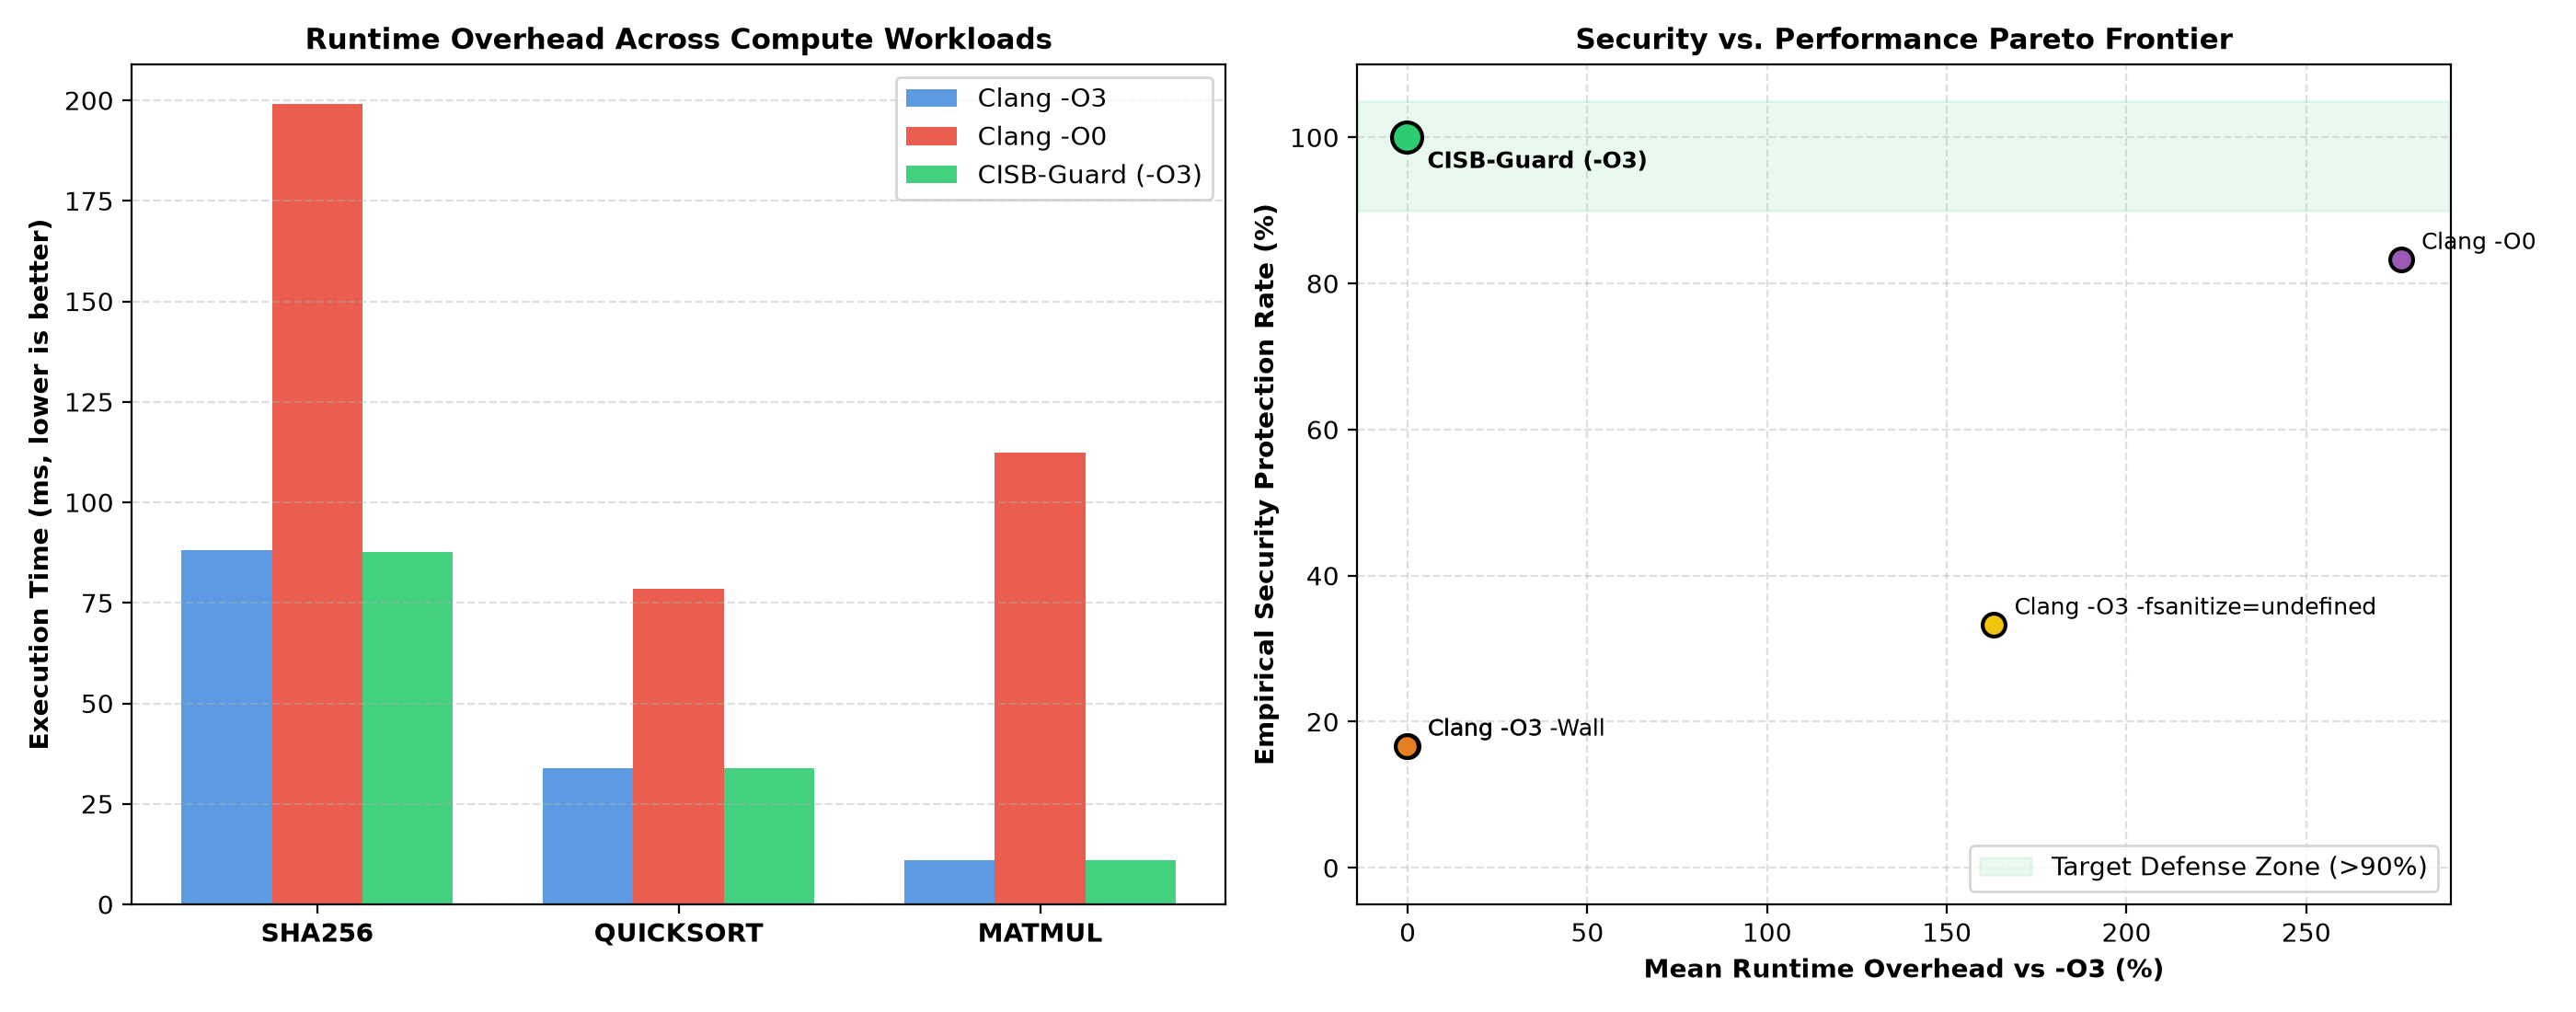 Runtime Overhead Across Compute Workloads
Execution Time (ms, lower is better)
200
175
150
125
100
75
50
25
0
Clang -O3
Clang -O0
CISB-Guard (-O3)
SHA256
QUICKSORT
MATMUL
Security vs. Performance Pareto Frontier
Empirical Security Protection Rate (%)
100
80
60
40
20
0
CISB-Guard (-O3)
Clang -O0
Clang -O3 -fsanitize=undefined
Clang -O3 -Wall
Target Defense Zone (>90%)
0
50
100
150
200
250
Mean Runtime Overhead vs -O3 (%)